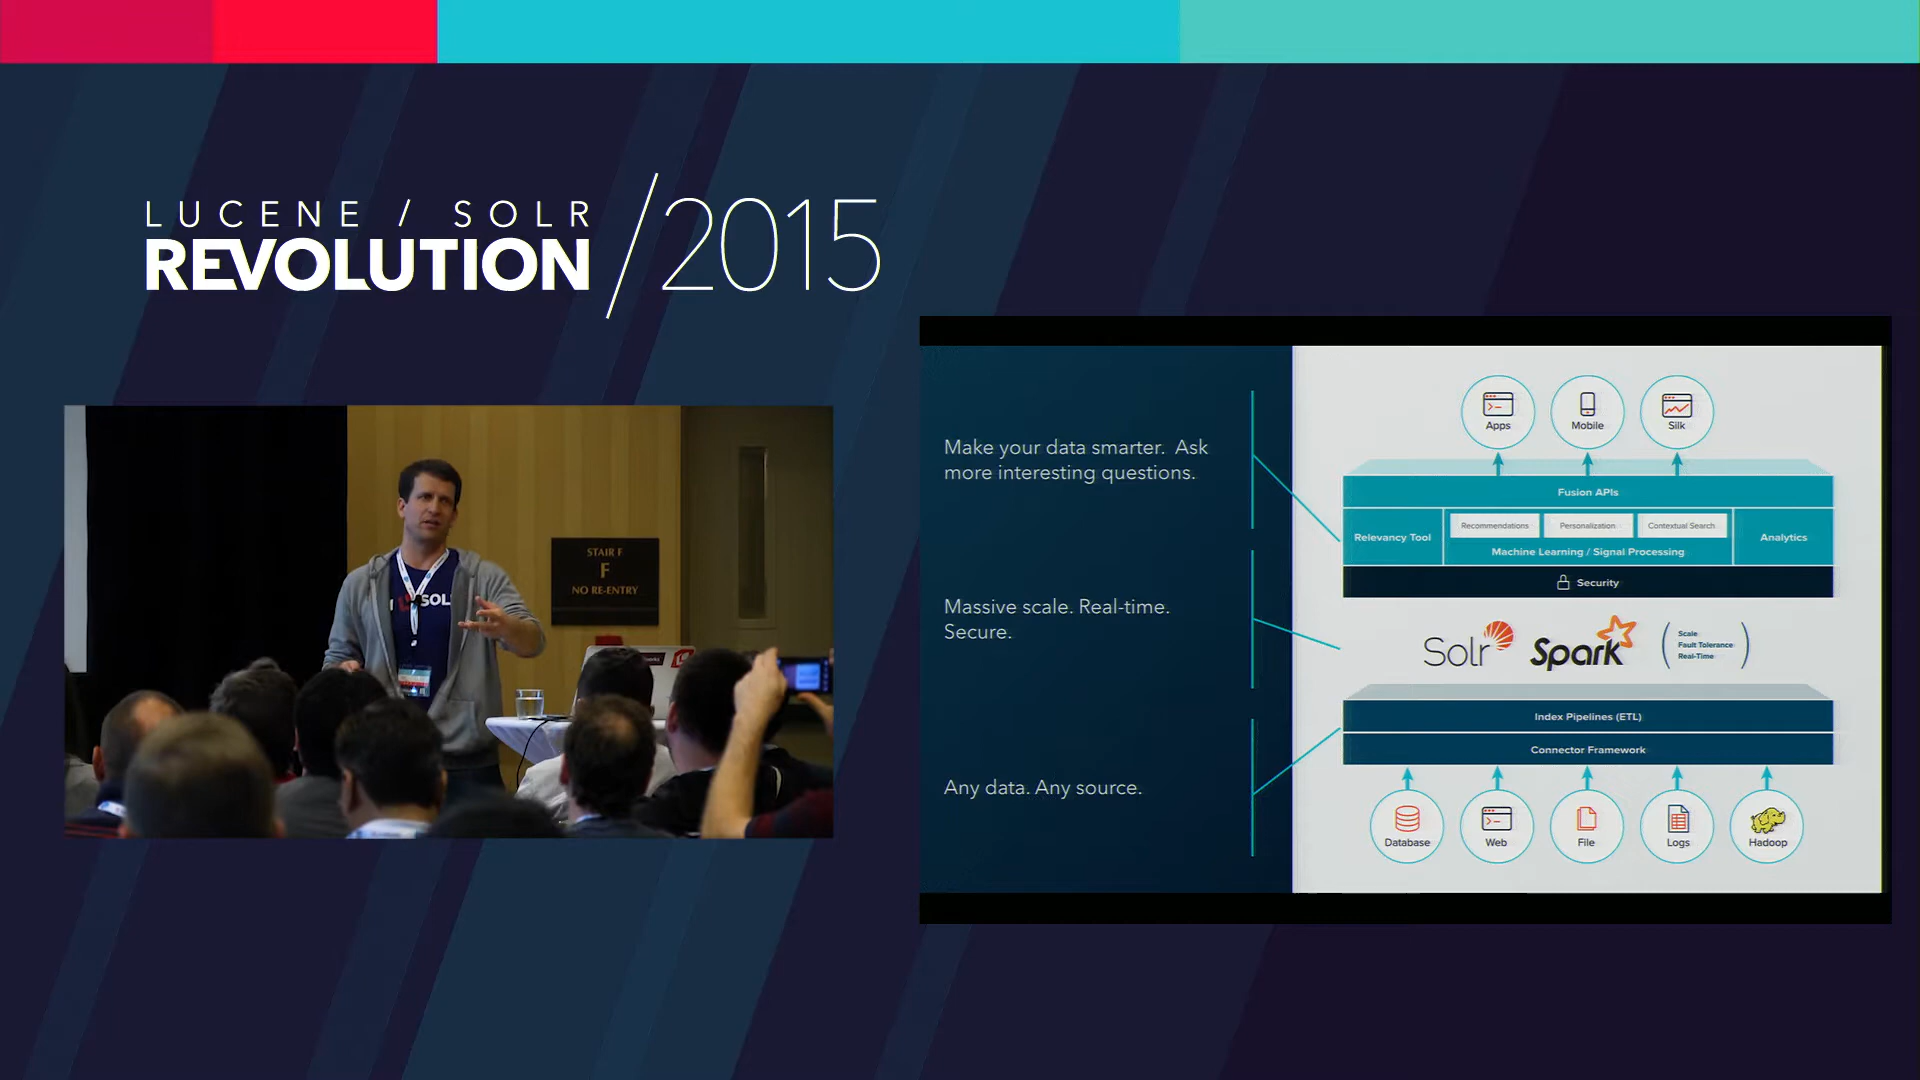 LUCENE / SOLR
REVOLUTION
/2015
STAIR F
F
NO RE-ENTRY
SOL
Make your data smarter. Ask
more interesting questions.
Massive scale. Real-time.
Secure.
Any data. Any source.
Apps
Mobile
Silk
Fusion APIs
Relevancy Tool
Recommendations
Personalization
Contextual Search
Machine Learning / Signal Processing
Analytics
Security
Solr
Spark
Scale
Fault Tolerance
Real-Time
Index Pipelines (ETL)
Connector Framework
Database
Web
File
Logs
Hadoop